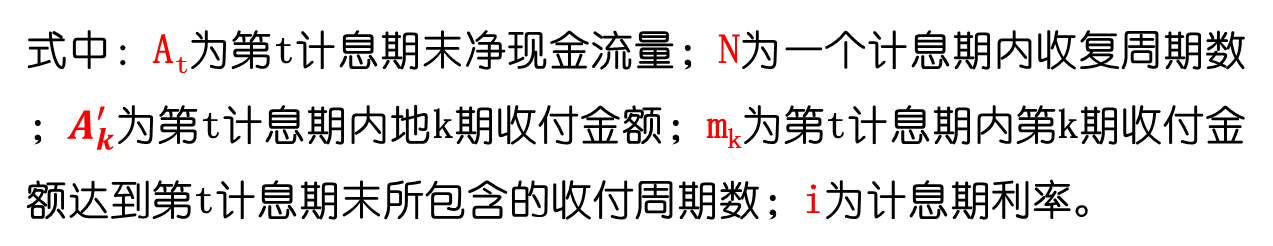 式中：A_t为第t计息期末净现金流量；N为一个计息期内收复周期数
；A'_k为第t计息期内地k期收付金额；m_k为第t计息期内第k期收付金
额达到第t计息期末所包含的收付周期数；i为计息期利率。